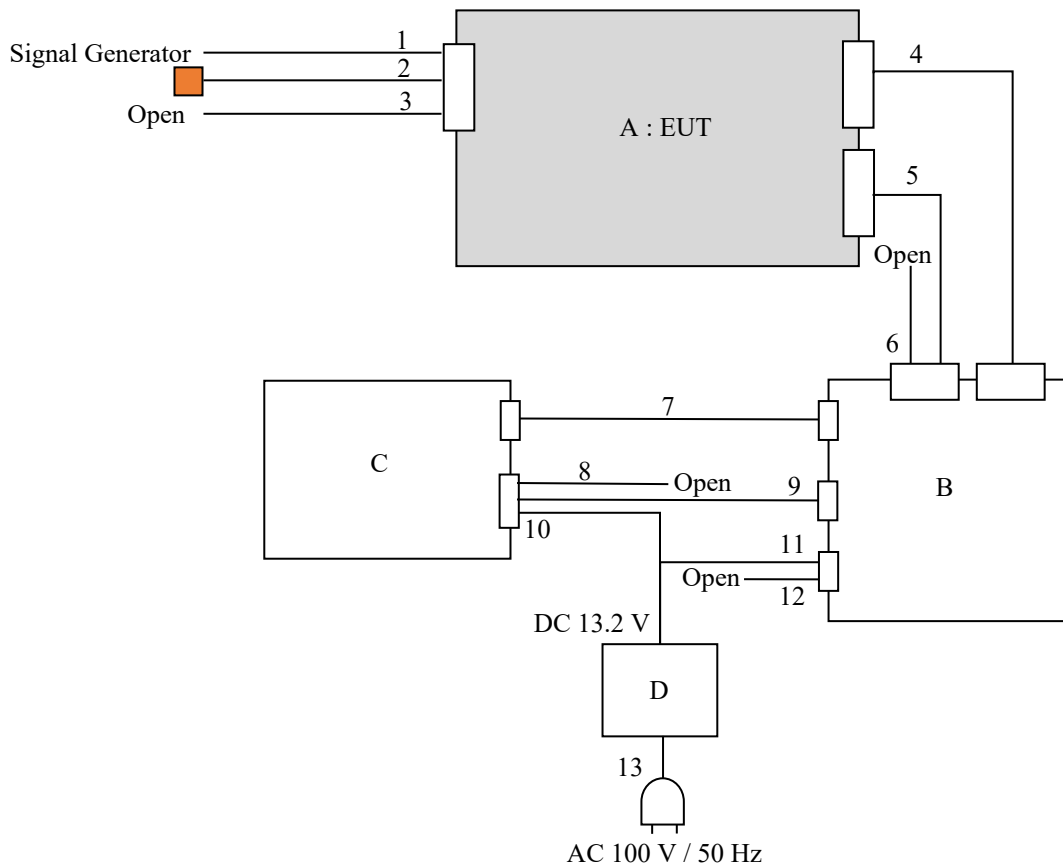 Signal Generator
1
2
3
Open
A : EUT
4
5
Open
6
7
C
8
Open
9
B
10
11
Open
12
DC 13.2 V
D
13
AC 100 V / 50 Hz